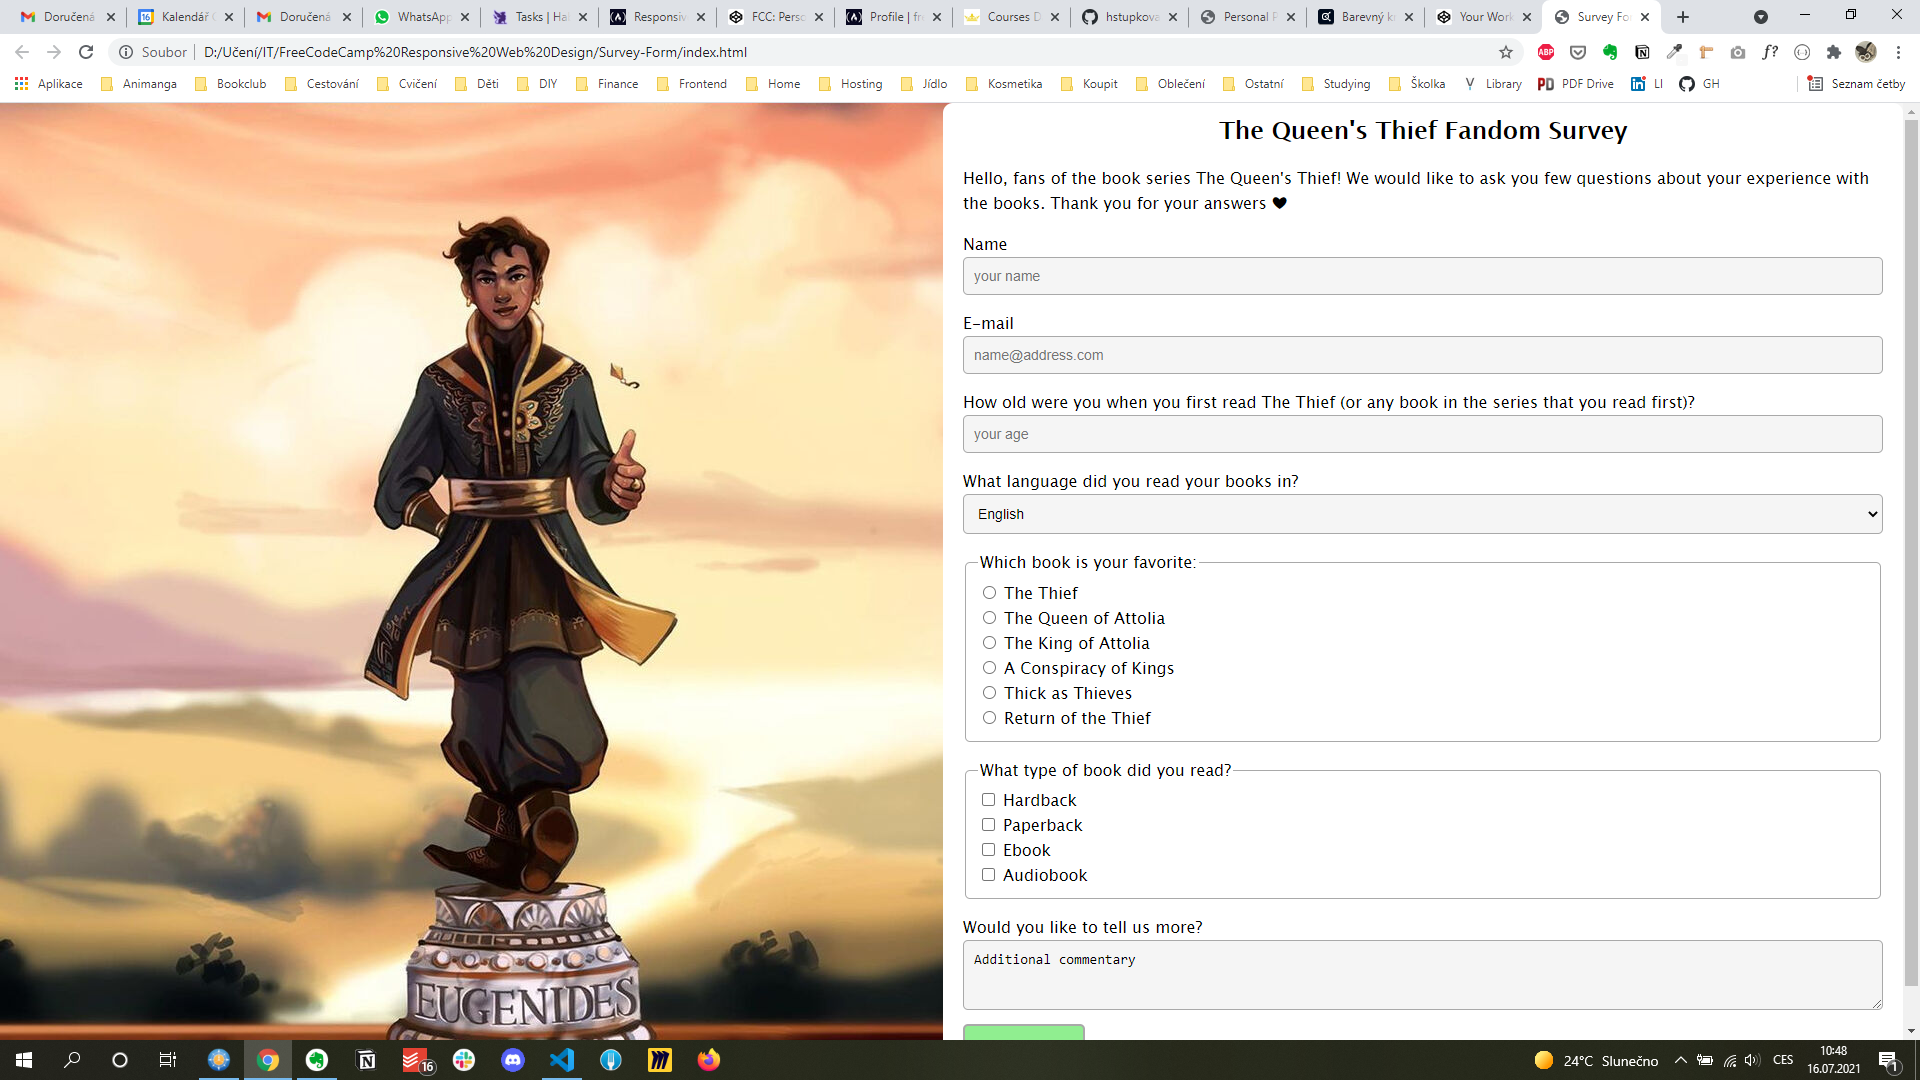 Doručená
Kalendář
Doručená
WhatsApp
Tasks | Hal
Responsiv
FCC: Perso
Profile | fr
Courses D
hstupkova
Personal P
Barevný k
Your Work
Survey Fo
Soubor
D:/Učení/IT/FreeCodeCamp%20Responsive%20Web%20Design/Survey-Form/index.html
Aplikace
Animanga
Bookclub
Cestování
Cvičení
Děti
DIY
Finance
Frontend
Home
Hosting
Jídlo
Kosmetika
Koupit
Oblečení
Ostatní
Studying
Školka
Library
PDF Drive
LI
GH
Seznam četby
The Queen's Thief Fandom Survey
Hello, fans of the book series The Queen's Thief! We would like to ask you few questions about your experience with
the books. Thank you for your answers ♥
Name
your name
E-mail
name@address.com
How old were you when you first read The Thief (or any book in the series that you read first)?
your age
What language did you read your books in?
English
Which book is your favorite:
The Thief
The Queen of Attolia
The King of Attolia
A Conspiracy of Kings
Thick as Thieves
Return of the Thief
What type of book did you read?
Hardback
Paperback
Ebook
Audiobook
Would you like to tell us more?
Additional commentary
EUGENIDES
16
24°C Slunečno
CES
10:48
16.07.2021
1